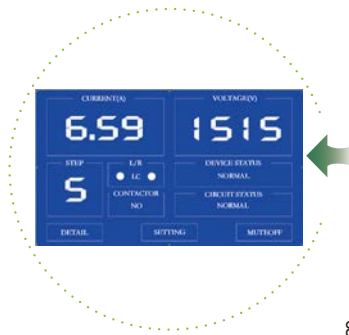 CURRENT(A)
VOLTAGE(V)
6.59
1515
STEP
L/R
DEVICE STATUS
LC
NORMAL
5
CONTACTOR
CIRCUIT STATUS
NO
NORMAL
DETAIL
SETTING
MUTEOFF